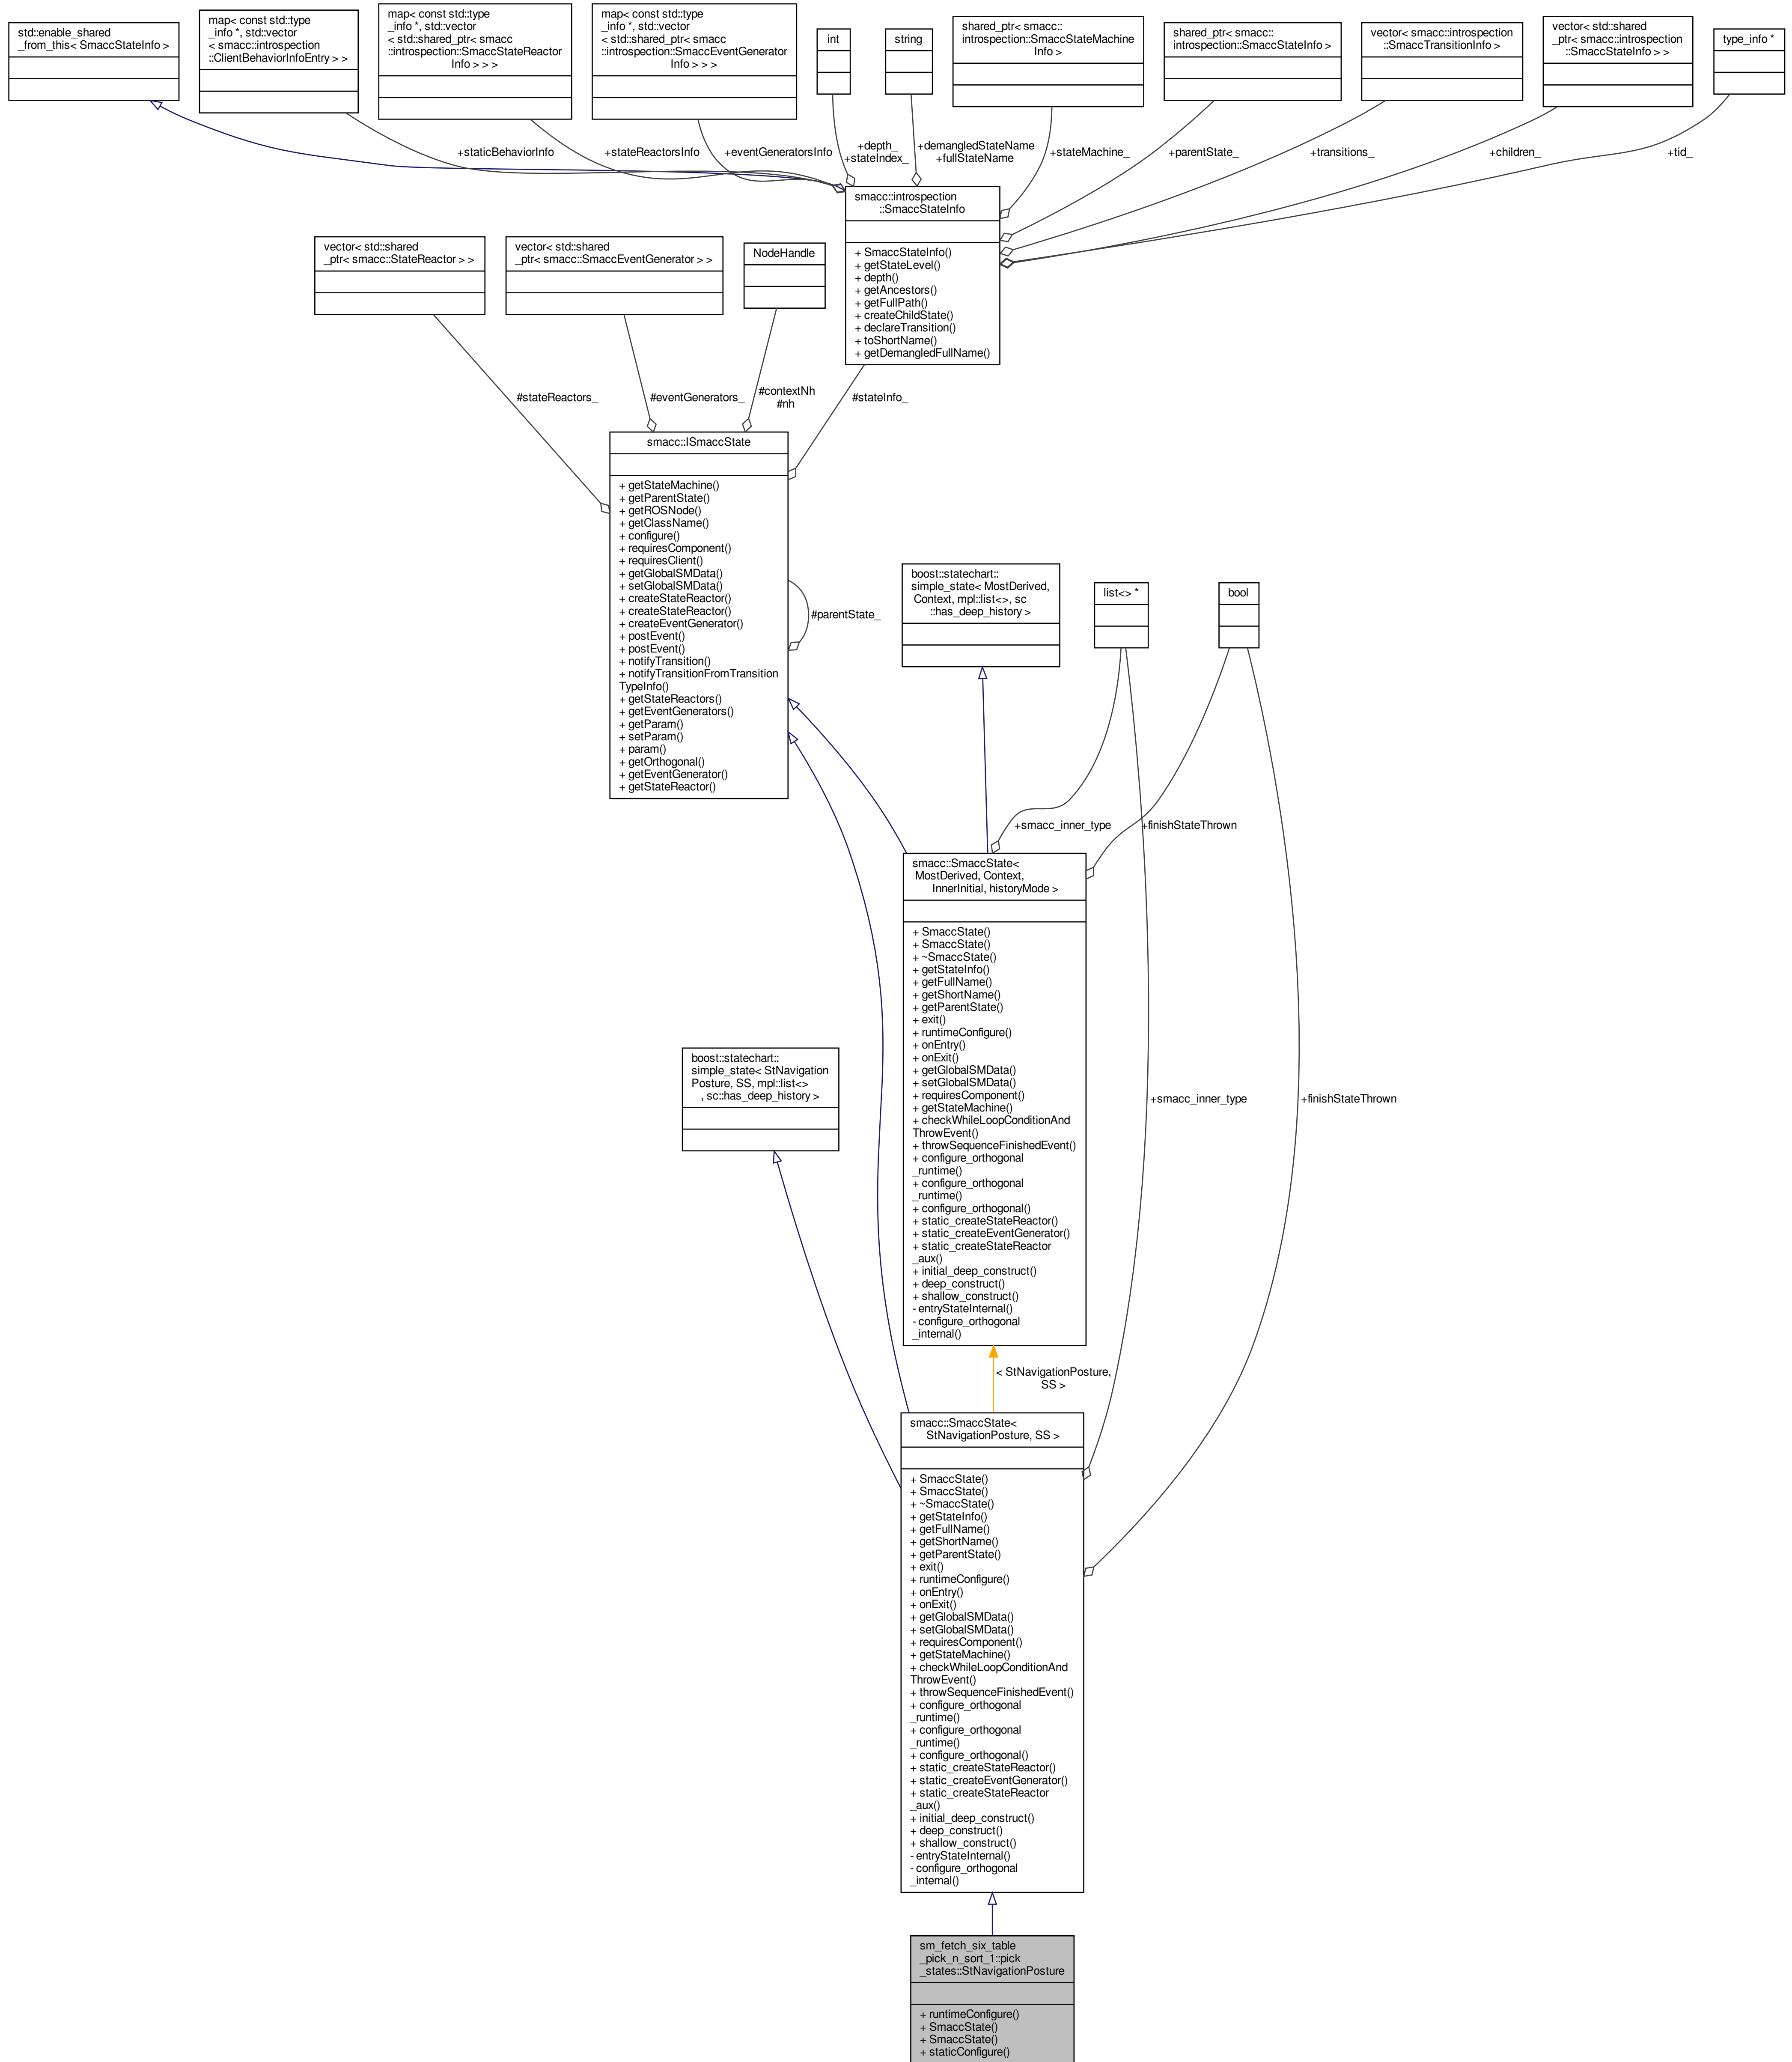 std::enable_shared
_from_this< SmaccStateInfo >
map< const std::type
_info *, std::vector
< smacc::introspection
::ClientBehaviorInfoEntry > >
map< const std::type
_info *, std::vector
< std::shared_ptr< smacc
::introspection::SmaccStateReactor
Info > > >
map< const std::type
_info *, std::vector
< std::shared_ptr< smacc
::introspection::SmaccEventGenerator
Info > > >
int
string
shared_ptr< smacc::
introspection::SmaccStateMachine
Info >
shared_ptr< smacc::
introspection::SmaccStateInfo >
vector< smacc::introspection
::SmaccTransitionInfo >
vector< std::shared
_ptr< smacc::introspection
::SmaccStateInfo > >
type_info *
+staticBehaviorInfo
+stateReactorsInfo
+eventGeneratorsInfo
+depth_
+stateIndex_
+demangledStateName
+fullStateName
+stateMachine_
+parentState_
+transitions_
+children_
+tid_
smacc::introspection
::SmaccStateInfo
+ SmaccStateInfo()
+ getStateLevel()
+ depth()
+ getAncestors()
+ getFullPath()
+ createChildState()
+ declareTransition()
+ toShortName()
+ getDemangledFullName()
vector< std::shared
_ptr< smacc::StateReactor > >
vector< std::shared
_ptr< smacc::SmaccEventGenerator > >
NodeHandle
#stateReactors_
#eventGenerators_
#contextNh
#nh
#stateInfo_
smacc::ISmaccState
+ getStateMachine()
+ getParentState()
+ getROSNode()
+ getClassName()
+ configure()
+ requiresComponent()
+ requiresClient()
+ getGlobalSMData()
+ setGlobalSMData()
+ createStateReactor()
+ createStateReactor()
+ createEventGenerator()
+ postEvent()
+ postEvent()
+ notifyTransition()
+ notifyTransitionFromTransition
TypeInfo()
+ getStateReactors()
+ getEventGenerators()
+ getParam()
+ setParam()
+ param()
+ getOrthogonal()
+ getEventGenerator()
+ getStateReactor()
#parentState_
boost::statechart::
simple_state< MostDerived,
Context, mpl::list<>, sc
::has_deep_history >
list<> *
bool
+smacc_inner_type
+finishStateThrown
smacc::SmaccState<
MostDerived, Context,
InnerInitial, historyMode >
+ SmaccState()
+ SmaccState()
+ ~SmaccState()
+ getStateInfo()
+ getFullName()
+ getShortName()
+ getParentState()
+ exit()
+ runtimeConfigure()
+ onEntry()
+ onExit()
+ getGlobalSMData()
+ setGlobalSMData()
+ requiresComponent()
+ getStateMachine()
+ checkWhileLoopConditionAnd
ThrowEvent()
+ throwSequenceFinishedEvent()
+ configure_orthogonal
_runtime()
+ configure_orthogonal
_runtime()
+ configure_orthogonal()
+ static_createStateReactor()
+ static_createEventGenerator()
+ static_createStateReactor
_aux()
+ initial_deep_construct()
+ deep_construct()
+ shallow_construct()
- entryStateInternal()
- configure_orthogonal
_internal()
boost::statechart::
simple_state< StNavigation
Posture, SS, mpl::list<>
, sc::has_deep_history >
+smacc_inner_type
+finishStateThrown
< StNavigationPosture,
SS >
smacc::SmaccState<
StNavigationPosture, SS >
+ SmaccState()
+ SmaccState()
+ ~SmaccState()
+ getStateInfo()
+ getFullName()
+ getShortName()
+ getParentState()
+ exit()
+ runtimeConfigure()
+ onEntry()
+ onExit()
+ getGlobalSMData()
+ setGlobalSMData()
+ requiresComponent()
+ getStateMachine()
+ checkWhileLoopConditionAnd
ThrowEvent()
+ throwSequenceFinishedEvent()
+ configure_orthogonal
_runtime()
+ configure_orthogonal
_runtime()
+ configure_orthogonal()
+ static_createStateReactor()
+ static_createEventGenerator()
+ static_createStateReactor
_aux()
+ initial_deep_construct()
+ deep_construct()
+ shallow_construct()
- entryStateInternal()
- configure_orthogonal
_internal()
sm_fetch_six_table
_pick_n_sort_1::pick
_states::StNavigationPosture
+ runtimeConfigure()
+ SmaccState()
+ SmaccState()
+ staticConfigure()